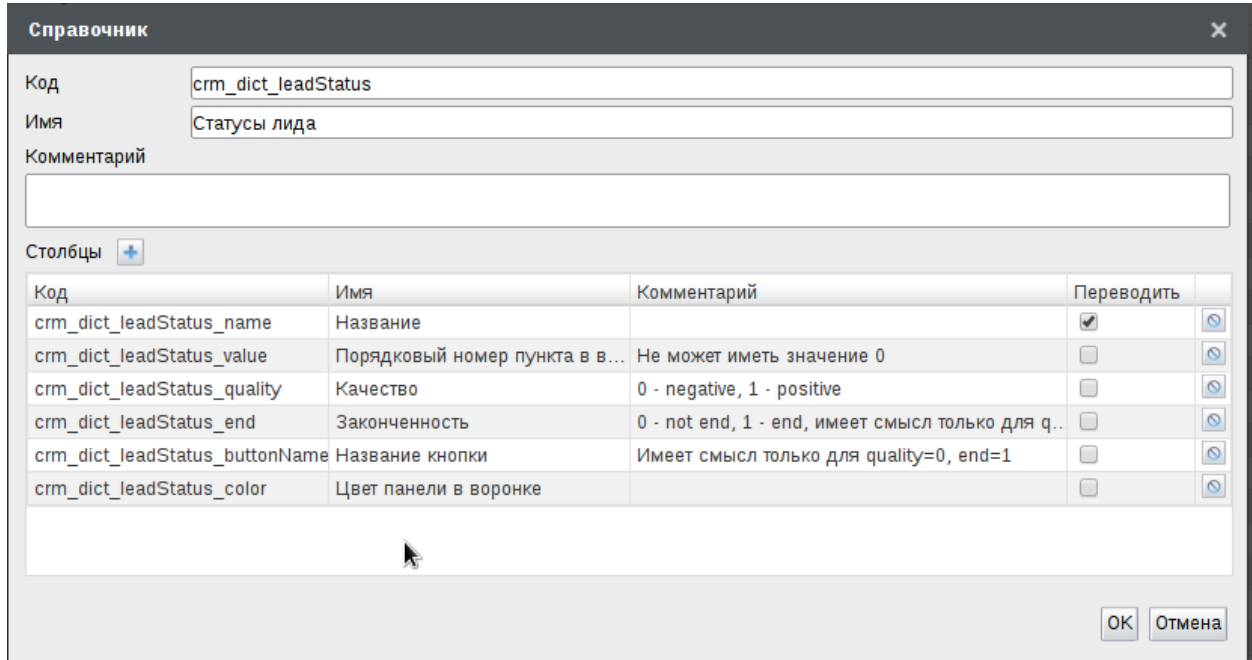 Справочник
Код crm_dict_leadStatus
Имя Статусы лида
Комментарий
Столбцы
Код Имя Комментарий Переводить
crm_dict_leadStatus_name Название
crm_dict_leadStatus_value Порядковый номер пункта в в... Не может иметь значение 0
crm_dict_leadStatus_quality Качество 0 - negative, 1 - positive
crm_dict_leadStatus_end Законченность 0 - not end, 1 - end, имеет смысл только для q...
crm_dict_leadStatus_buttonName Название кнопки Имеет смысл только для quality=0, end=1
crm_dict_leadStatus_color Цвет панели в воронке
OK Отмена